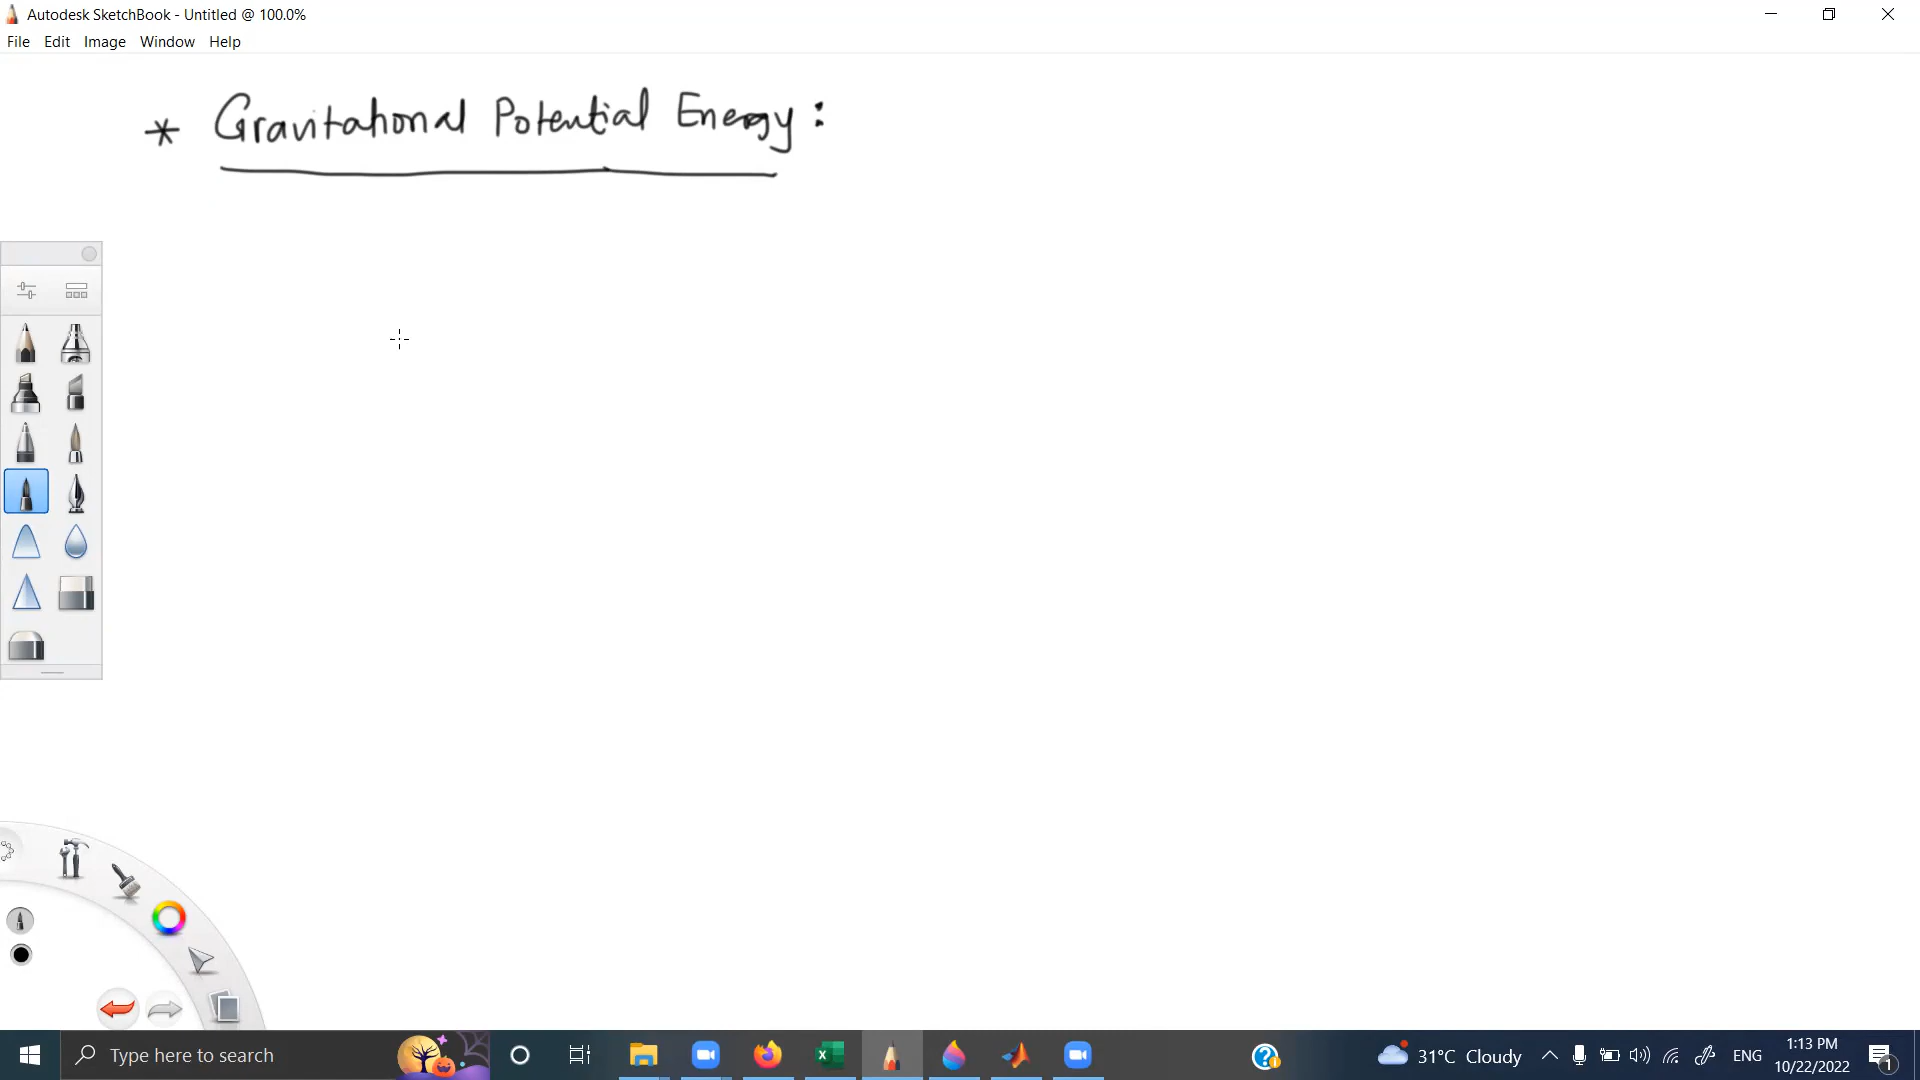 Autodesk SketchBook - Untitled @ 100.0%
File Edit Image Window Help
* Gravitational Potential Energy:
Type here to search
31°C Cloudy
ENG
1:13 PM
10/22/2022
1